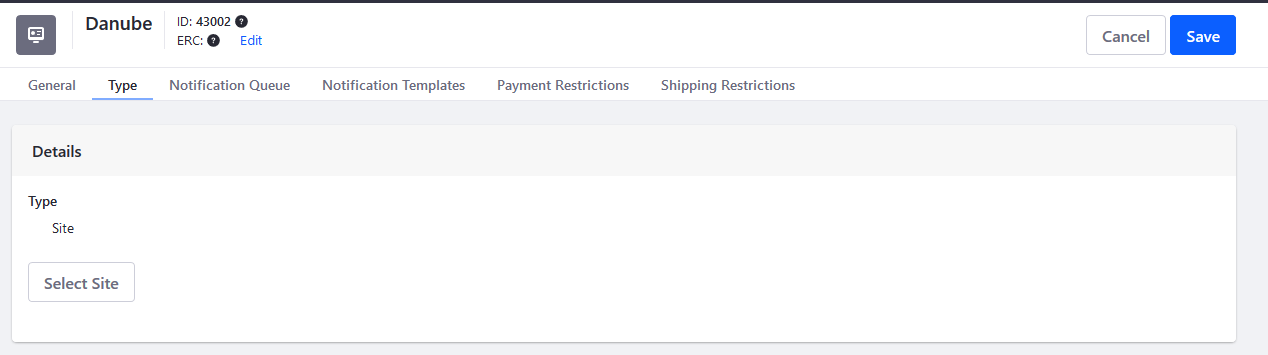 Danube
ID: 43002 ?
ERC: ? Edit
Cancel Save
General Type Notification Queue Notification Templates Payment Restrictions Shipping Restrictions
Details
Type
Site
Select Site